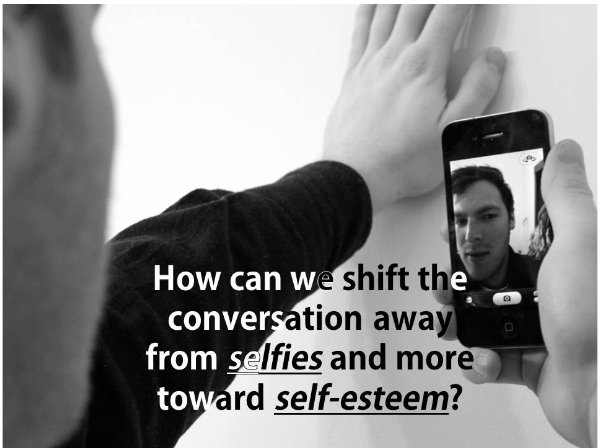 How can we shift the
conversation away
from selfies and more
toward self-esteem?